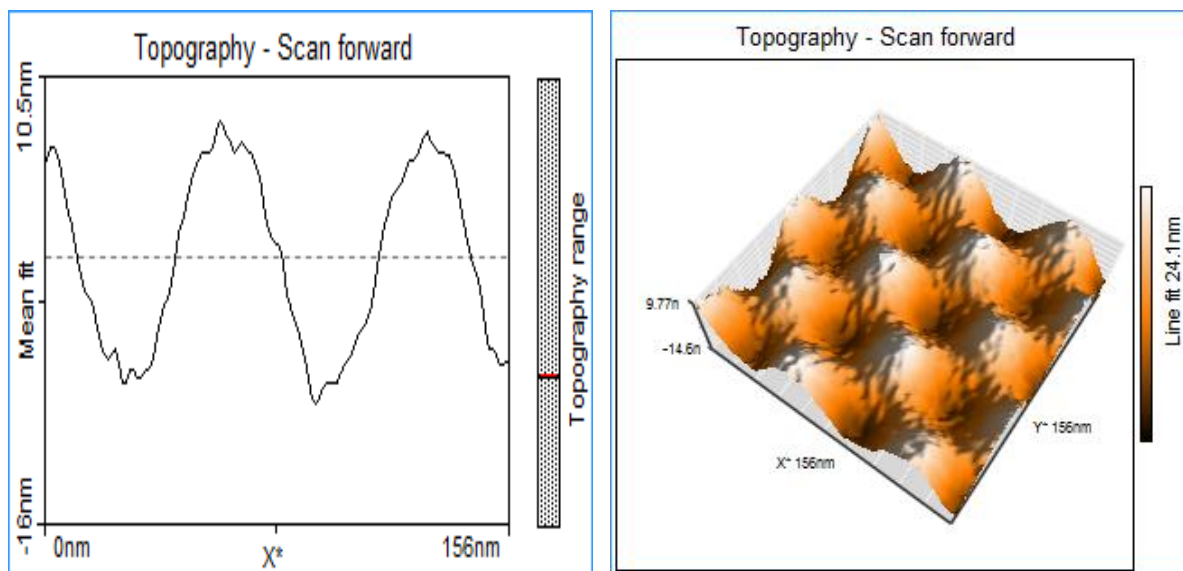 Topography - Scan forward
10.5nm
Mean fit
-16nm
0nm
X*
156nm
Topography range
Topography - Scan forward
9.77n
-14.6n
X* 156nm
Y* 156nm
Line fit 24.1nm